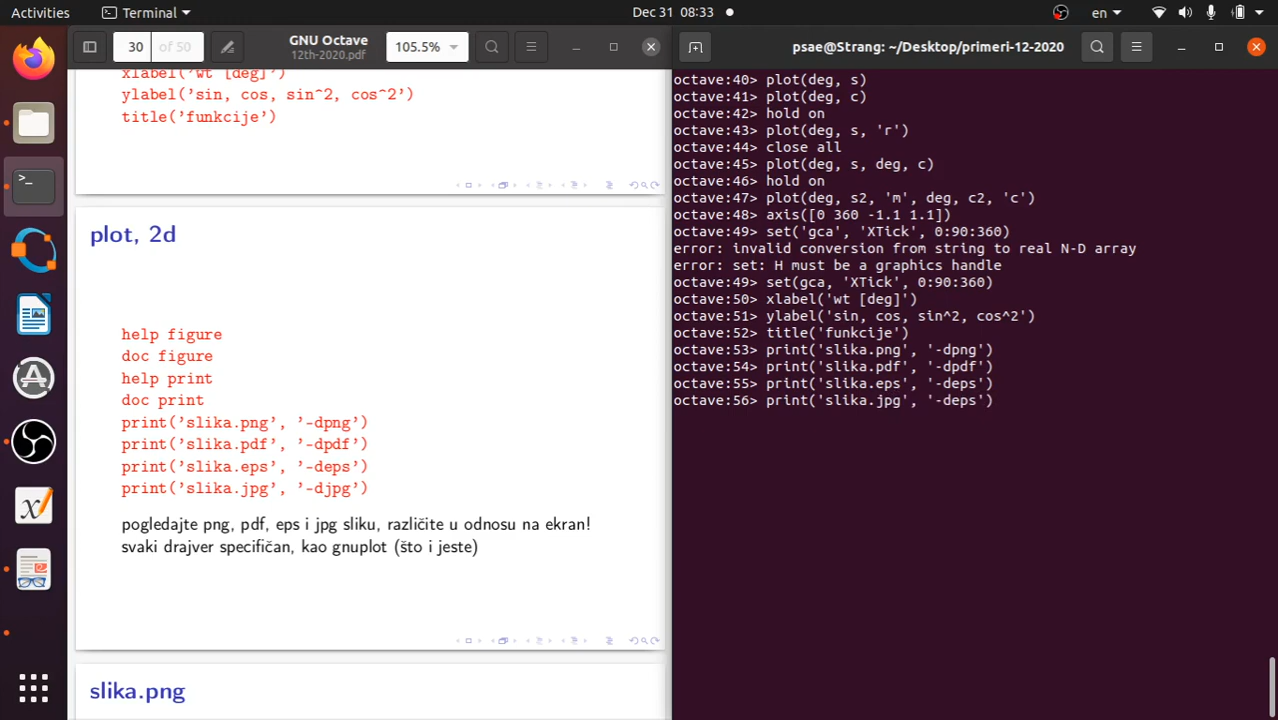 Activities
Terminal
Dec 31 08:33
en
30 of 50
GNU Octave
12th-2020.pdf
105.5%
psae@Strang: ~/Desktop/primeri-12-2020
xlabel('wt [deg]')
ylabel('sin, cos, sin^2, cos^2')
title('funkcije')
plot, 2d
help figure
doc figure
help print
doc print
print('slika.png', '-dpng')
print('slika.pdf', '-dpdf')
print('slika.eps', '-deps')
print('slika.jpg', '-djpg')
pogledajte png, pdf, eps i jpg sliku, različite u odnosu na ekran!
svaki drajver specifičan, kao gnuplot (što i jeste)
slika.png
octave:40> plot(deg, s)
octave:41> plot(deg, c)
octave:42> hold on
octave:43> plot(deg, s, 'r')
octave:44> close all
octave:45> plot(deg, s, deg, c)
octave:46> hold on
octave:47> plot(deg, s2, 'm', deg, c2, 'c')
octave:48> axis([0 360 -1.1 1.1])
octave:49> set('gca', 'XTick', 0:90:360)
error: invalid conversion from string to real N-D array
error: set: H must be a graphics handle
octave:49> set(gca, 'XTick', 0:90:360)
octave:50> xlabel('wt [deg]')
octave:51> ylabel('sin, cos, sin^2, cos^2')
octave:52> title('funkcije')
octave:53> print('slika.png', '-dpng')
octave:54> print('slika.pdf', '-dpdf')
octave:55> print('slika.eps', '-deps')
octave:56> print('slika.jpg', '-deps')